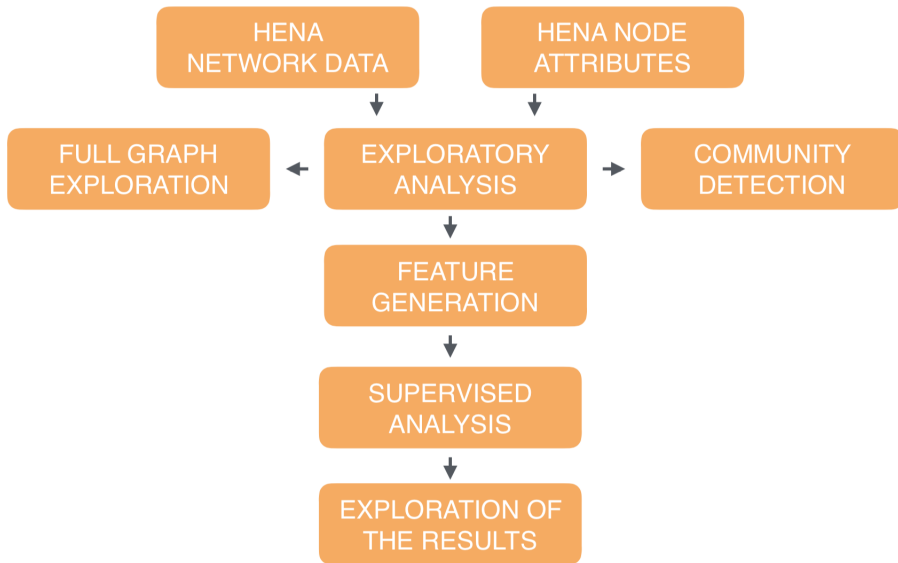 HENA
NETWORK DATA
HENA NODE
ATTRIBUTES
FULL GRAPH
EXPLORATION
EXPLORATORY
ANALYSIS
COMMUNITY
DETECTION
FEATURE
GENERATION
SUPERVISED
ANALYSIS
EXPLORATION OF
THE RESULTS